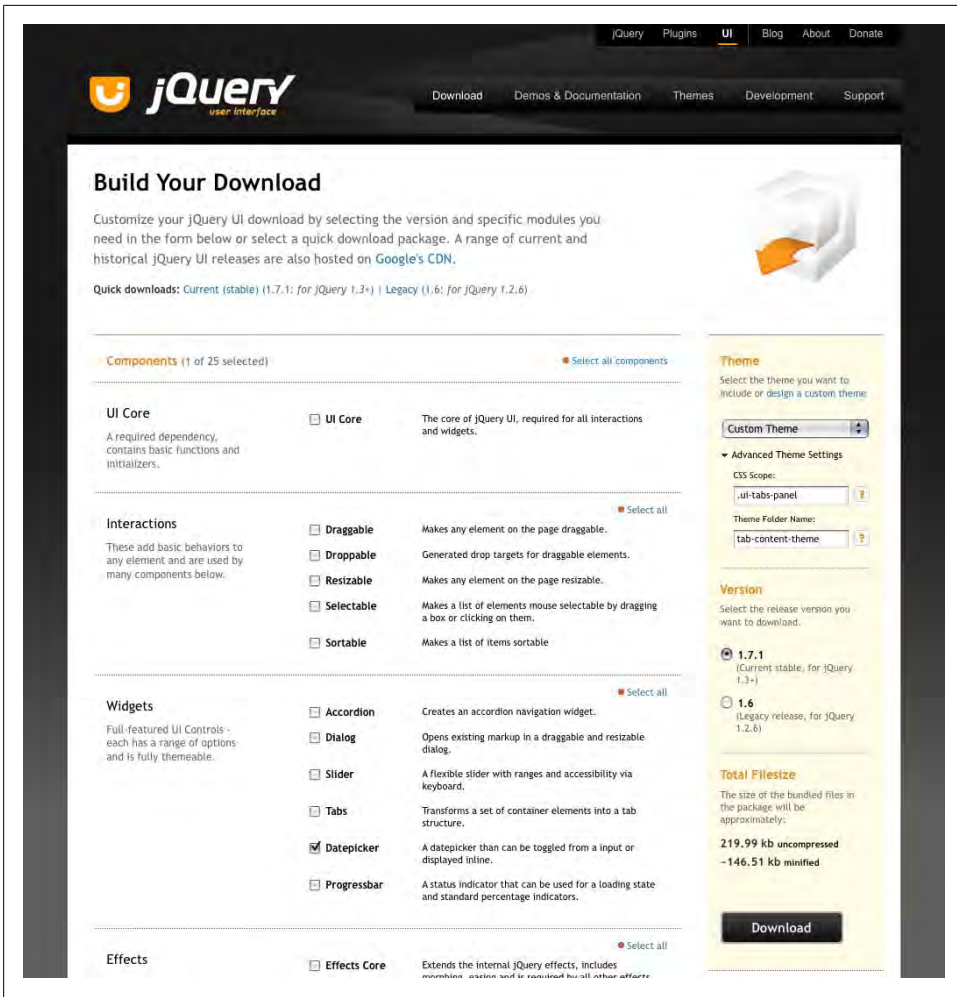 jQuery Plugins UI Blog About Donate
jQuery
user interface
Download Demos & Documentation Themes Development Support
Build Your Download
Customize your jQuery UI download by selecting the version and specific modules you
need in the form below or select a quick download package. A range of current and
historical jQuery UI releases are also hosted on Google's CDN.
Quick downloads: Current (stable) (1.7.1: for jQuery 1.3+) | Legacy (1.6: for jQuery 1.2.6)
Components (1 of 25 selected)
Select all components
UI Core
A required dependency,
contains basic functions and
initializers.
UI Core
The core of jQuery UI, required for all interactions
and widgets.
Select all
Interactions
These add basic behaviors to
any element and are used by
many components below.
Draggable
Makes any element on the page draggable.
Droppable
Generated drop targets for draggable elements.
Resizable
Makes any element on the page resizable.
Selectable
Makes a list of elements mouse selectable by dragging
a box or clicking on them.
Sortable
Makes a list of items sortable
Select all
Widgets
Full-featured UI Controls -
each has a range of options
and is fully themeable.
Accordion
Creates an accordion navigation widget.
Dialog
Opens existing markup in a draggable and resizable
dialog.
Slider
A flexible slider with ranges and accessibility via
keyboard.
Tabs
Transforms a set of container elements into a tab
structure.
Datepicker
A datepicker than can be toggled from a input or
displayed inline.
Progressbar
A status indicator that can be used for a loading state
and standard percentage indicators.
Select all
Effects
Effects Core
Extends the internal jQuery effects, includes
morphing, easing and is required by all other effects
Theme
Select the theme you want to
include or design a custom theme
Custom Theme
Advanced Theme Settings
CSS Scope:
.ui-tabs-panel
?
Theme Folder Name:
tab-content-theme
?
Version
Select the release version you
want to download.
1.7.1
(Current stable, for jQuery
1.3+)
1.6
(Legacy release, for jQuery
1.2.6)
Total Filesize
The size of the bundled files in
the package will be
approximately:
219.99 kb uncompressed
~146.51 kb minified
Download